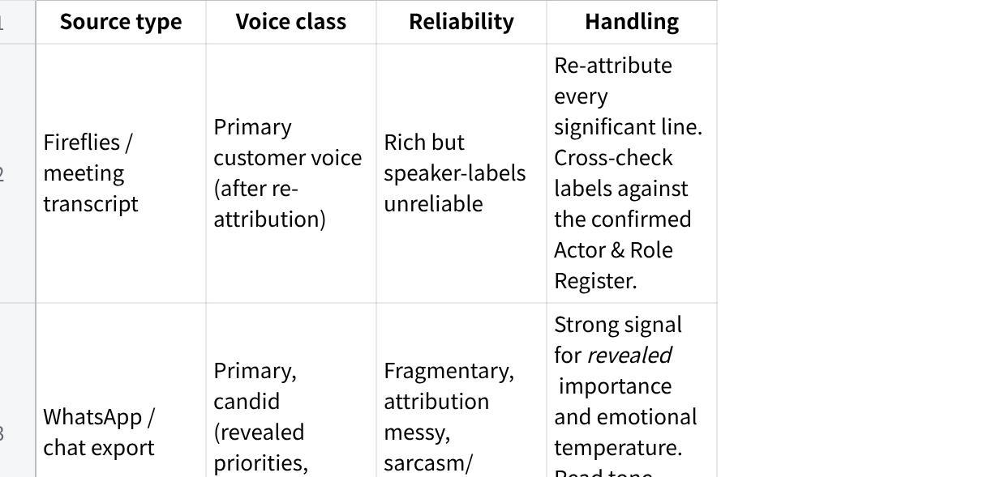 1
Source type
Voice class
Reliability
Handling
2
Fireflies /
meeting
transcript
Primary
customer voice
(after re-
attribution)
Rich but
speaker-labels
unreliable
Re-attribute
every
significant line.
Cross-check
labels against
the confirmed
Actor & Role
Register.
3
WhatsApp /
chat export
Primary,
candid
(revealed
priorities,
Fragmentary,
attribution
messy,
sarcasm/
Strong signal
for revealed
importance
and emotional
temperature.
Read tone